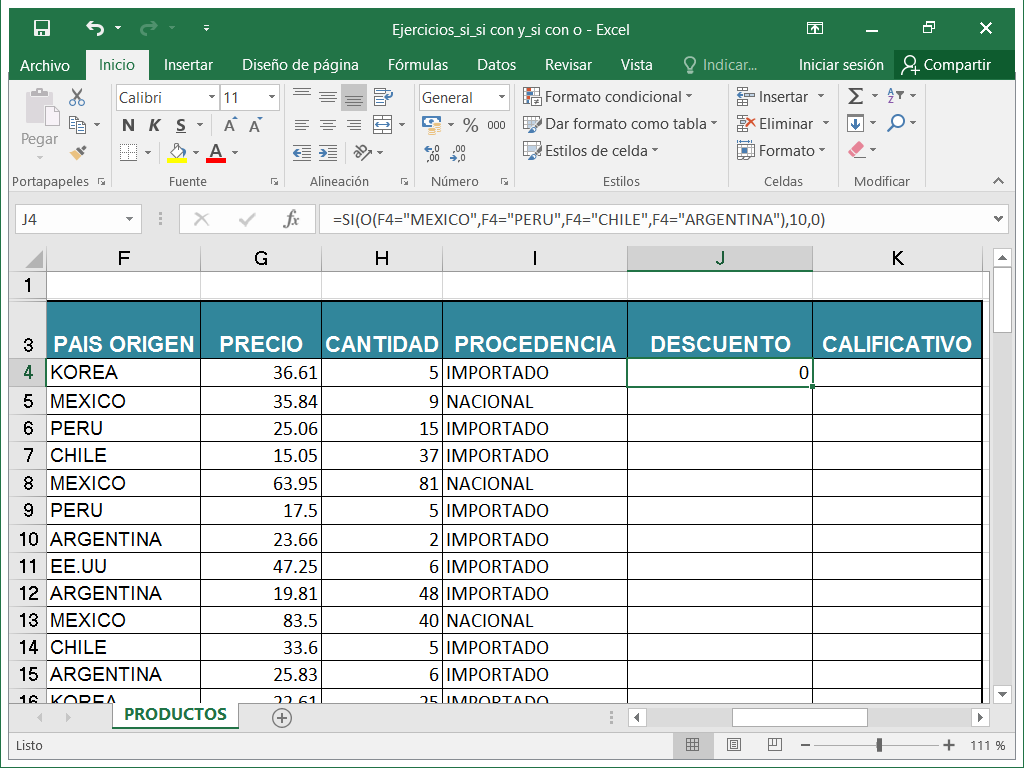 Ejercicios_si_si con y_si con o - Excel
Archivo Inicio Insertar Diseño de página Fórmulas Datos Revisar Vista Indicar... Iniciar sesión Compartir
Pegar Calibri 11 General Formato condicional Insertar
N K S A A % 000 Dar formato como tabla Eliminar
A Estilos de celda Formato
Portapapeles Fuente Alineación Número Estilos Celdas Modificar
J4 fx =SI(O(F4="MEXICO",F4="PERU",F4="CHILE",F4="ARGENTINA"),10,0)
F G H I J K
1
3 PAIS ORIGEN PRECIO CANTIDAD PROCEDENCIA DESCUENTO CALIFICATIVO
4 KOREA 36.61 5 IMPORTADO 0
5 MEXICO 35.84 9 NACIONAL
6 PERU 25.06 15 IMPORTADO
7 CHILE 15.05 37 IMPORTADO
8 MEXICO 63.95 81 NACIONAL
9 PERU 17.5 5 IMPORTADO
10 ARGENTINA 23.66 2 IMPORTADO
11 EE.UU 47.25 6 IMPORTADO
12 ARGENTINA 19.81 48 IMPORTADO
13 MEXICO 83.5 40 NACIONAL
14 CHILE 33.6 5 IMPORTADO
15 ARGENTINA 25.83 6 IMPORTADO
16 KOREA 22.61 25 IMPORTADO
PRODUCTOS
Listo 111 %